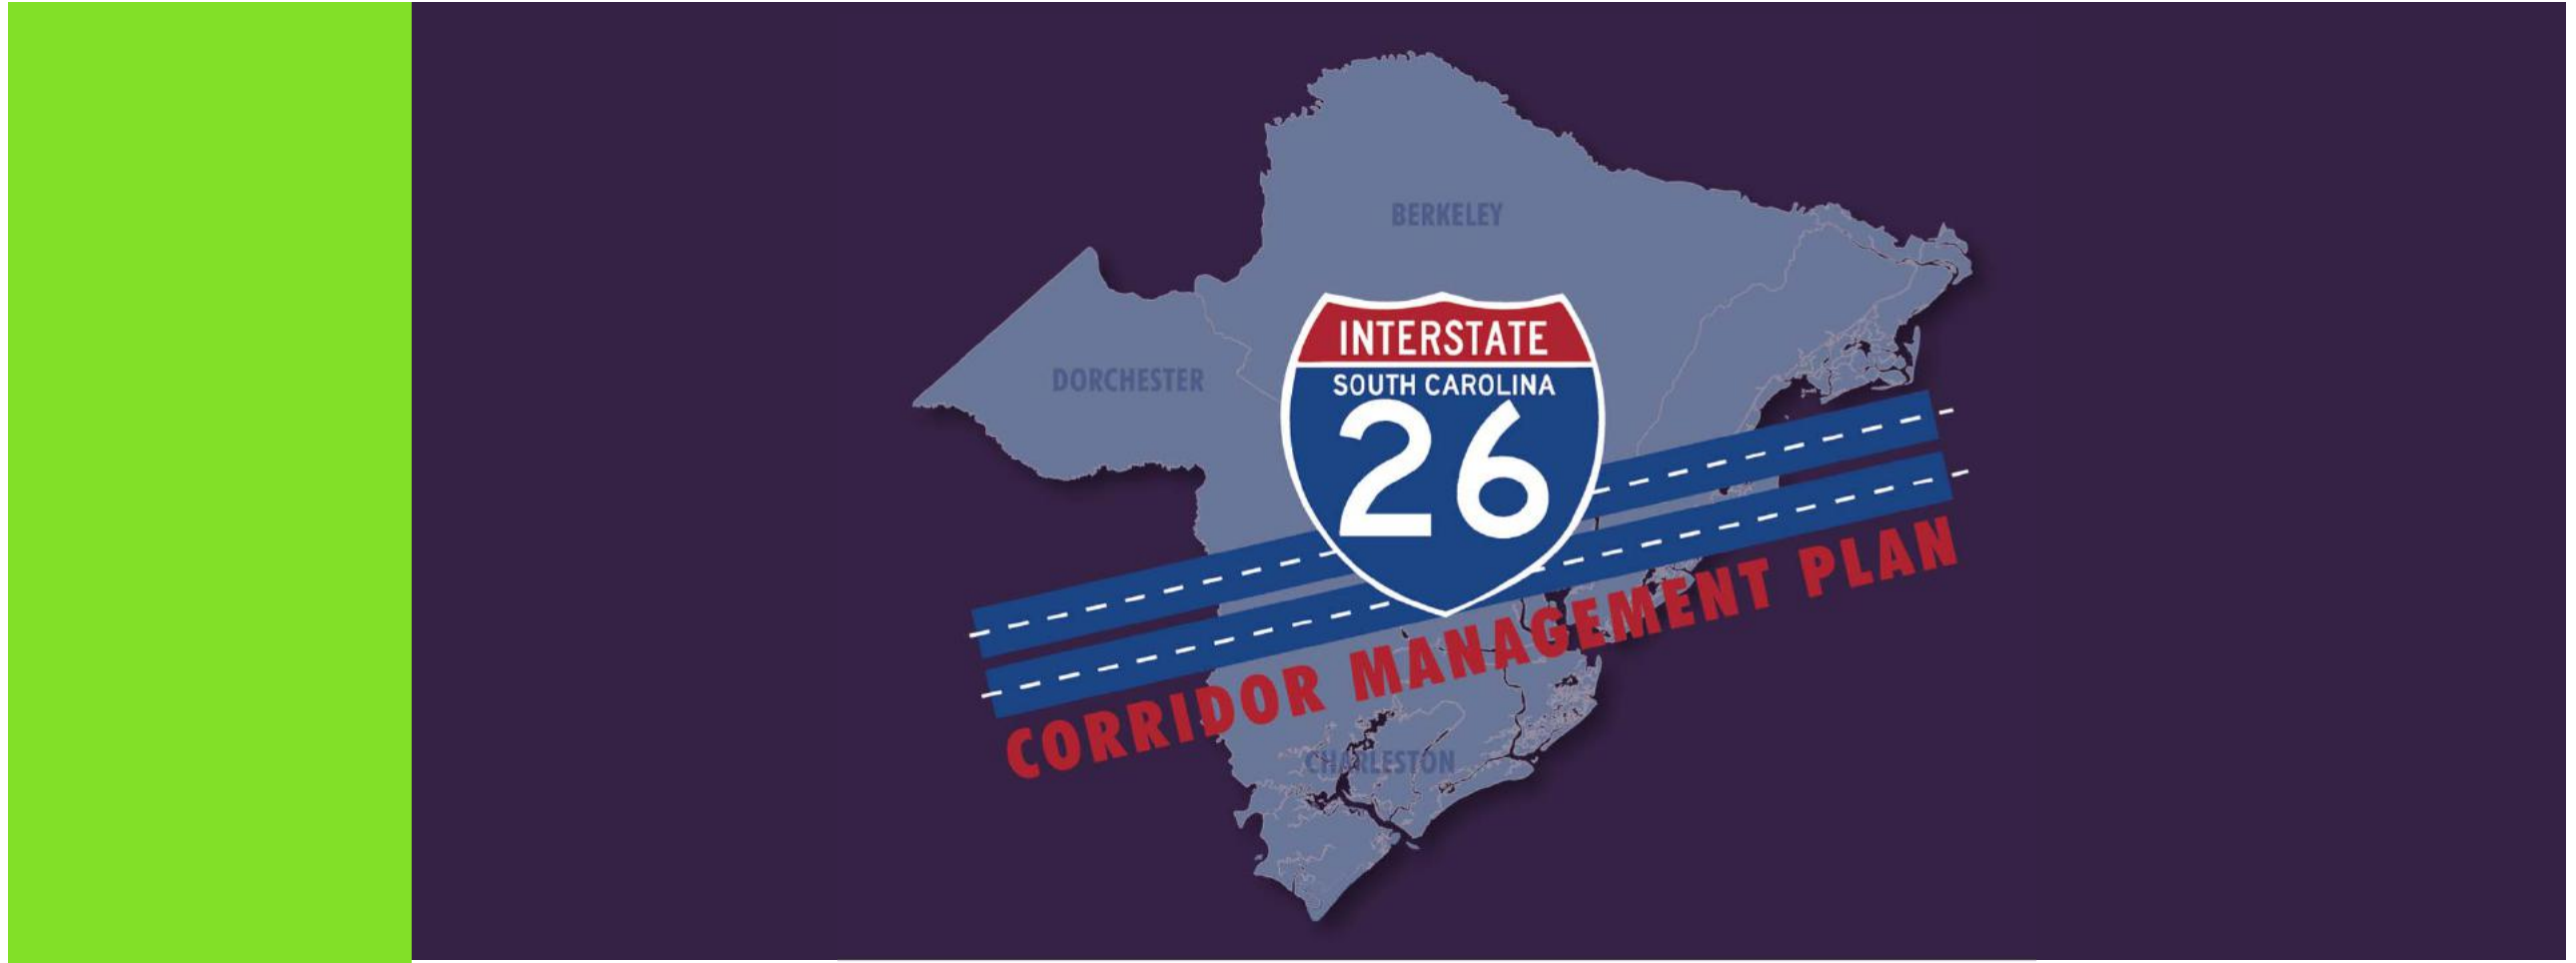 BERKELEY
INTERSTATE
DORCHESTER
SOUTH CAROLINA
26
CORRIDOR MANAGEMENT PLAN
CHARLESTON